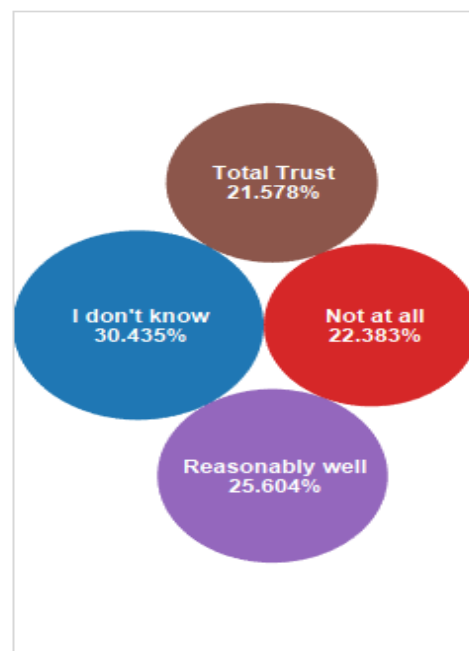 Total Trust
21.578%
I don't know
30.435%
Not at all
22.383%
Reasonably well
25.604%